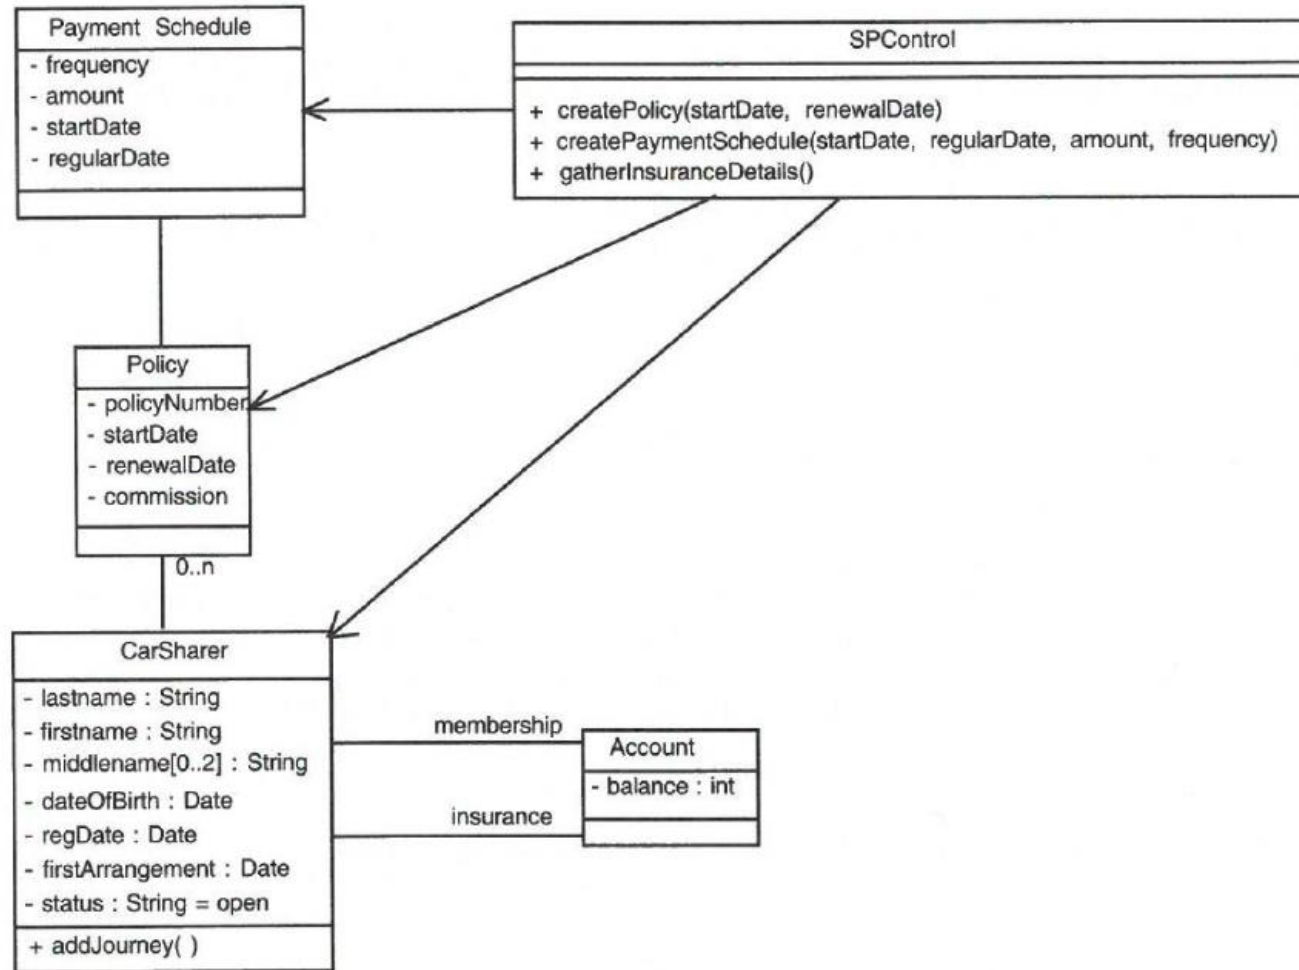 Payment Schedule
- frequency
- amount
- startDate
- regularDate
SPControl
+ createPolicy(startDate, renewalDate)
+ createPaymentSchedule(startDate, regularDate, amount, frequency)
+ gatherInsuranceDetails()
Policy
- policyNumber
- startDate
- renewalDate
- commission
0..n
CarSharer
- lastname : String
- firstname : String
- middlename[0..2] : String
- dateOfBirth : Date
- regDate : Date
- firstArrangement : Date
- status : String = open
+ addJourney( )
membership
insurance
Account
- balance : int